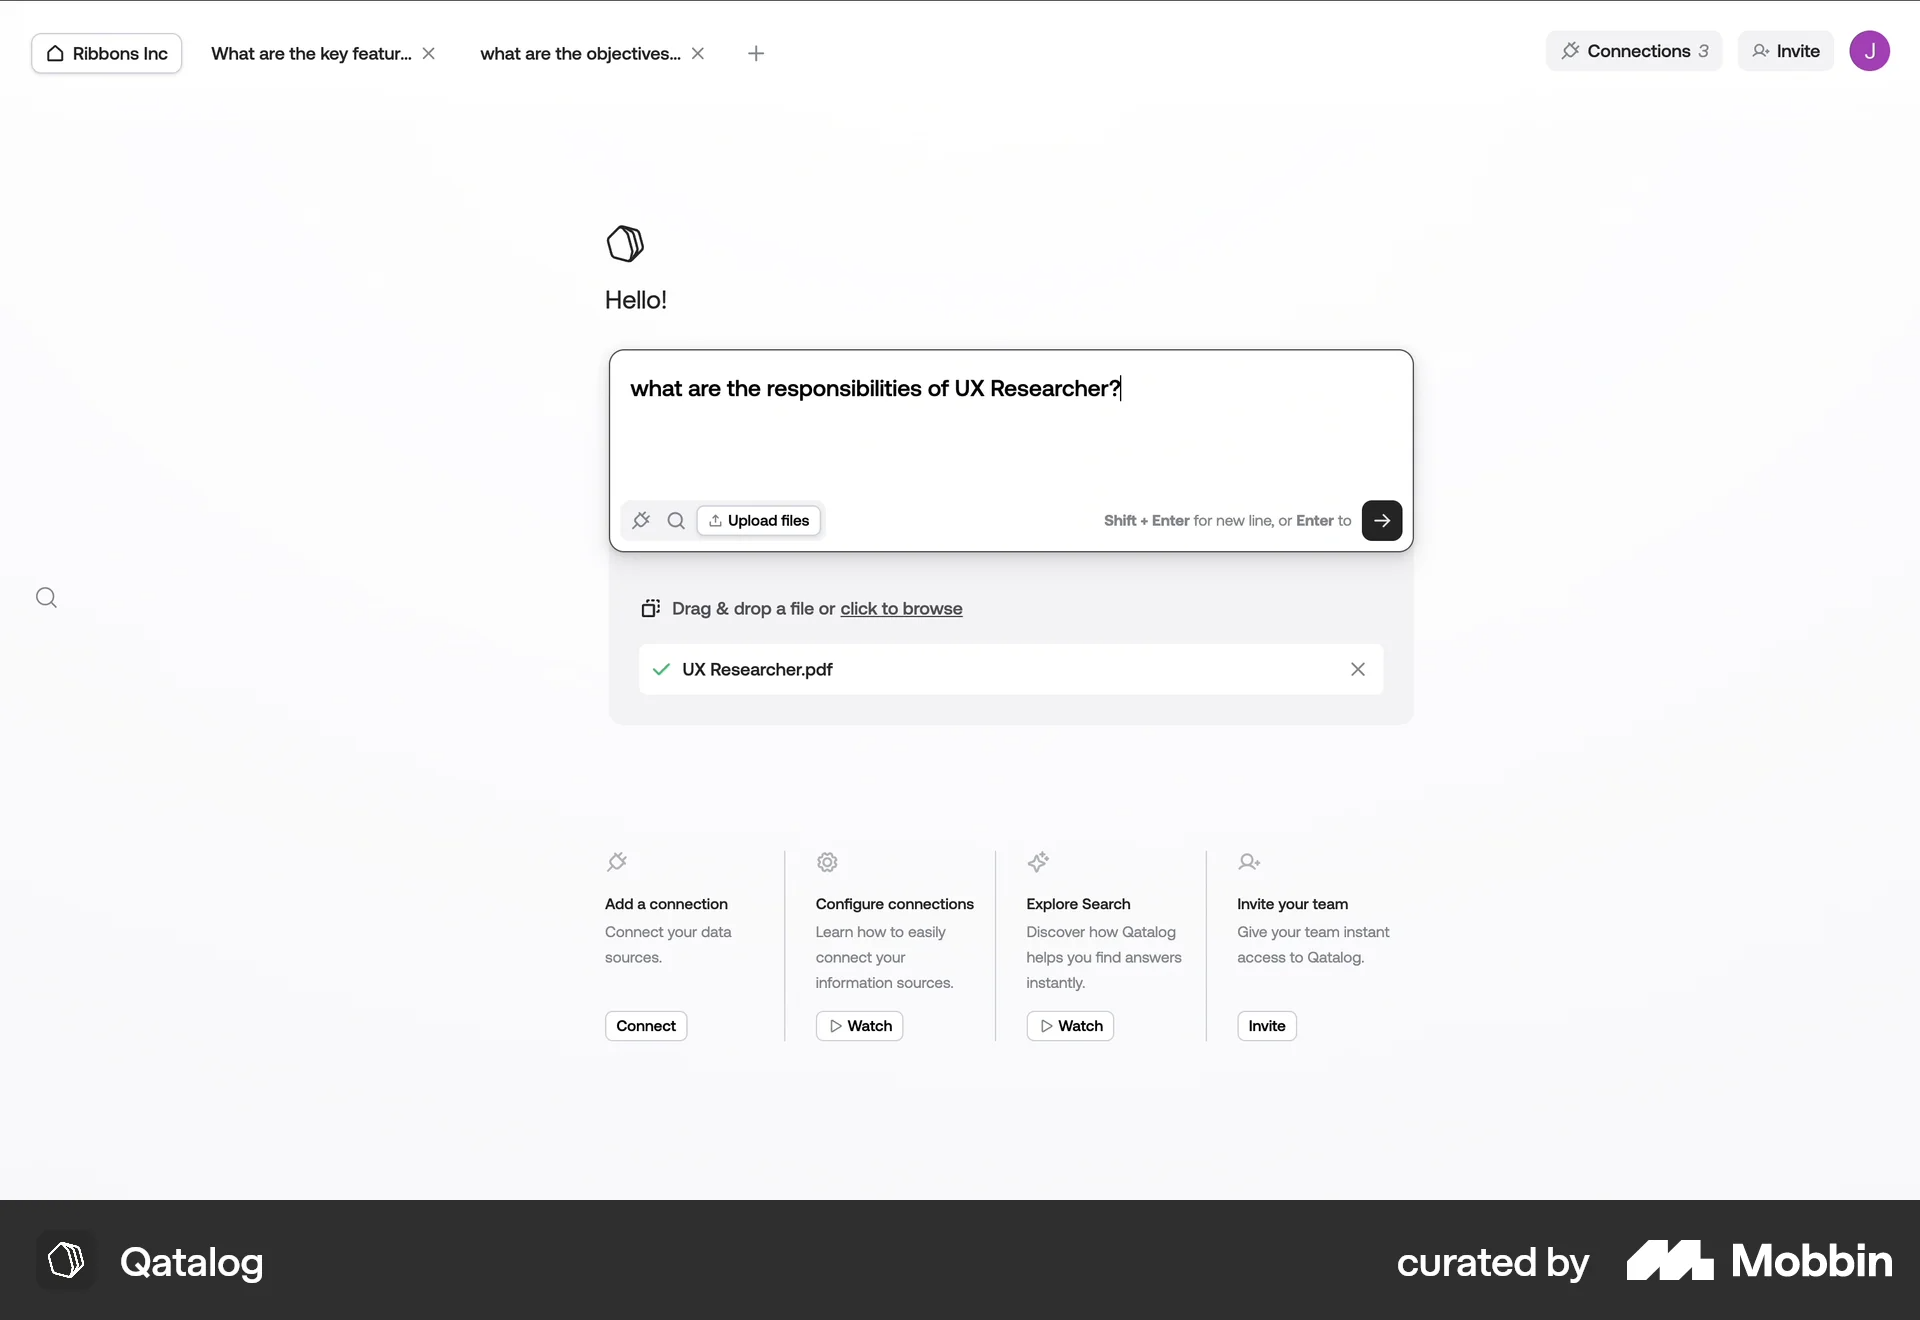 Ribbons Inc
What are the key featur...
what are the objectives...
Connections 3
Invite
J
Hello!
what are the responsibilities of UX Researcher?
Upload files
Shift + Enter for new line, or Enter to
Drag & drop a file or click to browse
UX Researcher.pdf
Add a connection
Connect your data
sources.
Connect
Configure connections
Learn how to easily
connect your
information sources.
Watch
Explore Search
Discover how Qatalog
helps you find answers
instantly.
Watch
Invite your team
Give your team instant
access to Qatalog.
Invite
Qatalog
curated by
Mobbin